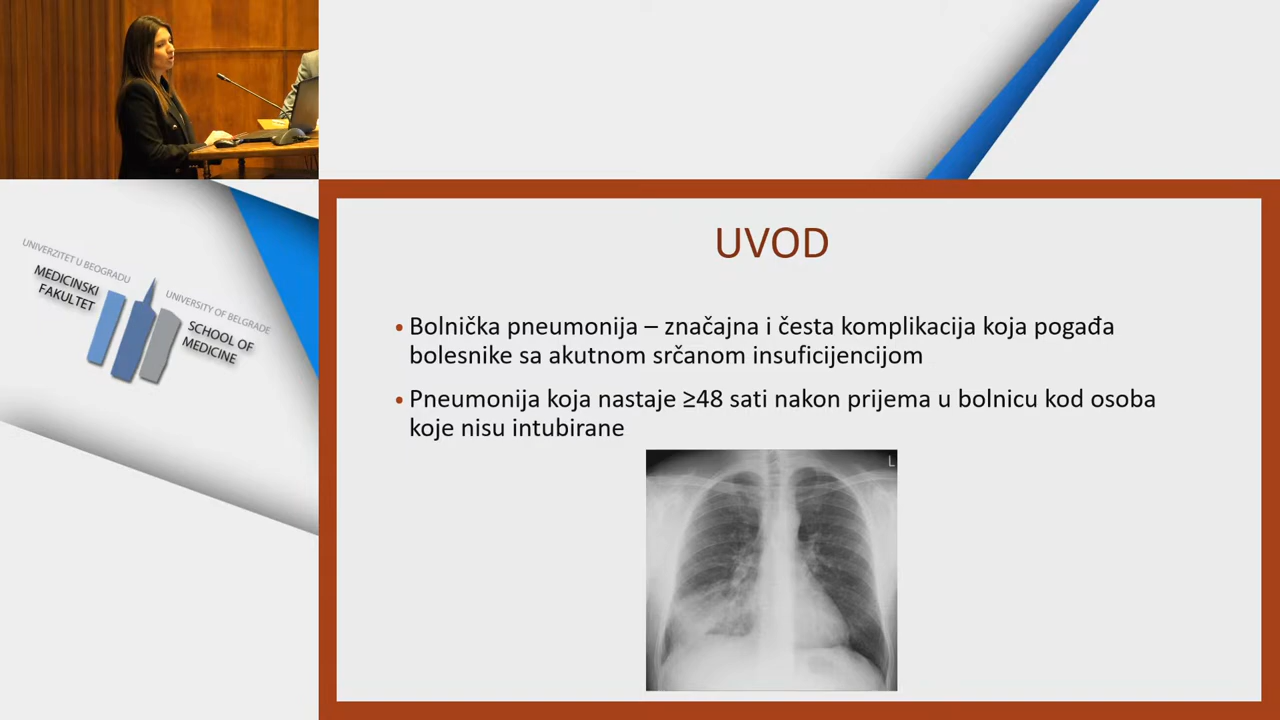 UNIVERZITET U BEOGRADU
MEDICINSKI
FAKULTET
UNIVERSITY OF BELGRADE
SCHOOL OF
MEDICINE
UVOD
• Bolnička pneumonija – značajna i česta komplikacija koja pogađa
bolesnike sa akutnom srčanom insuficijencijom
• Pneumonija koja nastaje ≥48 sati nakon prijema u bolnicu kod osoba
koje nisu intubirane
L